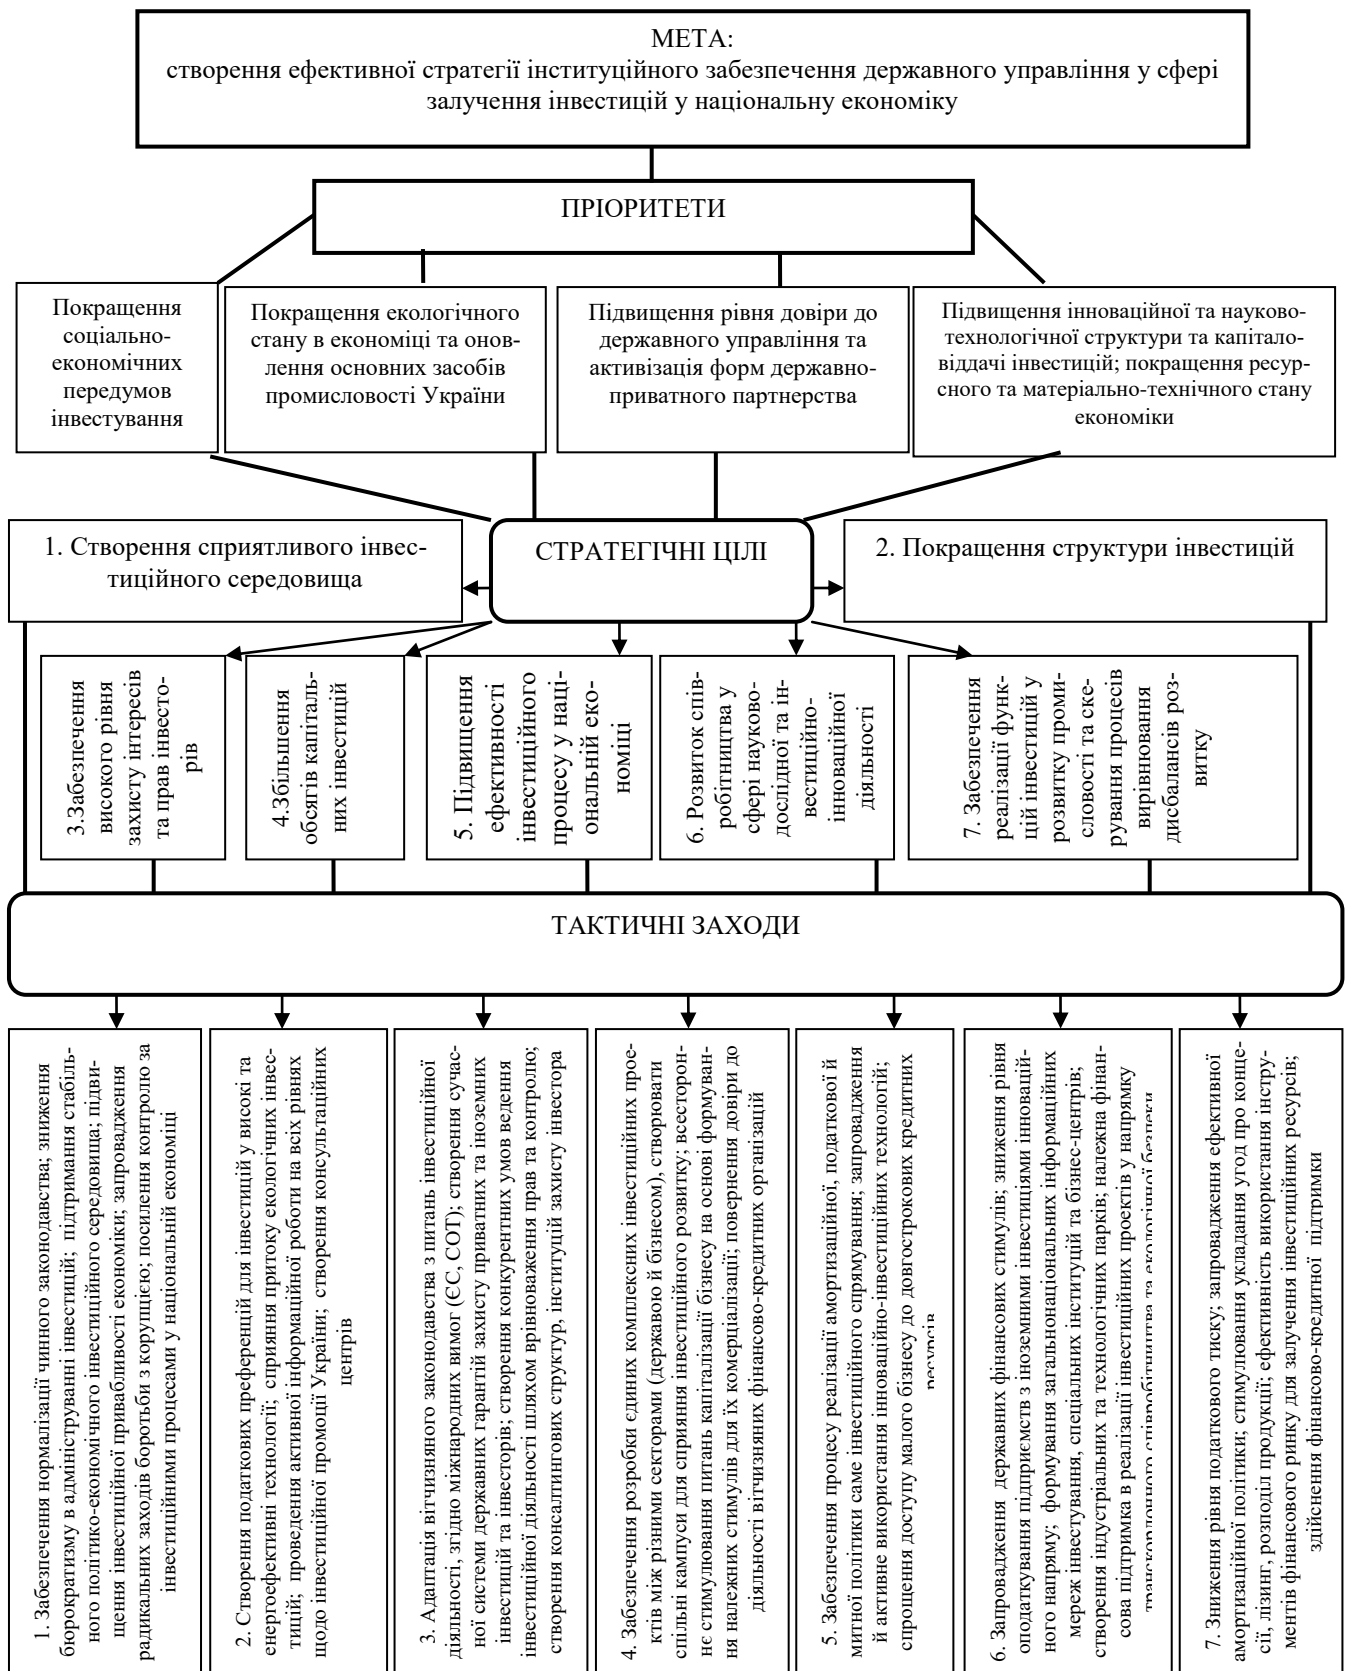 МЕТА:
створення ефективної стратегії інституційного забезпечення державного управління у сфері
залучення інвестицій у національну економіку
ПРІОРИТЕТИ
Покращення
соціально-
економічних
передумов
інвестування
Покращення екологічного
стану в економіці та онов-
лення основних засобів
промисловості України
Підвищення рівня довіри до
державного управління та
активізація форм державно-
приватного партнерства
Підвищення інноваційної та науково-
технологічної структури та капітало-
віддачі інвестицій; покращення ресур-
сного та матеріально-технічного стану
економіки
1. Створення сприятливого інвес-
тиційного середовища
СТРАТЕГІЧНІ ЦІЛІ
2. Покращення структури інвестицій
3.Забезпечення
високого рівня
захисту інтересів
та прав інвесто-
рів
4.Збільшення
обсягів капіталь-
них інвестицій
5. Підвищення
ефективності
інвестиційного
процесу у наці-
ональній еко-
номіці
6. Розвиток спів-
робітництва у
сфері науково-
дослідної та ін-
вестиційно-
інноваційної
діяльності
7. Забезпечення
реалізації функ-
цій інвестицій у
розвитку проми-
словості та ске-
рування процесів
вирівнювання
дисбалансів роз-
витку
ТАКТИЧНІ ЗАХОДИ
1. Забезпечення нормалізації чинного законодавства; зниження
бюрократизму в адмініструванні інвестицій; підтримання стабіль-
ного політико-економічного інвестиційного середовища; підви-
щення інвестиційної привабливості економіки; запровадження
радикальних заходів боротьби з корупцією; посилення контролю за
інвестиційними процесами у національній економіці
2. Створення податкових преференцій для інвестицій у високі та
енергоефективні технології; сприяння притоку екологічних інвес-
тицій; проведення активної інформаційної роботи на всіх рівнях
щодо інвестиційної промоції України; створення консультаційних
центрів
3. Адаптація вітчизняного законодавства з питань інвестиційної
діяльності, згідно міжнародних вимог (ЄС, СОТ); створення сучас-
ної системи державних гарантій захисту приватних та іноземних
інвестицій та інвесторів; створення конкурентних умов ведення
інвестиційної діяльності шляхом врівноваження прав та контролю;
створення консалтингових структур, інституцій захисту інвестора
4. Забезпечення розробки єдиних комплексних інвестиційних прое-
ктів між різними секторами (державою й бізнесом), створювати
спільні кампуси для сприяння інвестиційного розвитку; всесторон-
нє стимулювання питань капіталізації бізнесу на основі формуван-
ня належних стимулів для їх комерціалізації; повернення довіри до
діяльності вітчизняних фінансово-кредитних організацій
5. Забезпечення процесу реалізації амортизаційної, податкової й
митної політики саме інвестиційного спрямування; запровадження
й активне використання інноваційно-інвестиційних технологій;
спрощення доступу малого бізнесу до довгострокових кредитних
ресурсів
6. Запровадження державних фінансових стимулів; зниження рівня
оподаткування підприємств з іноземними інвестиціями інновацій-
ного напряму; формування загальнонаціональних інформаційних
мереж інвестування, спеціальних інституцій та бізнес-центрів;
створення індустріальних та технологічних парків; належна фінан-
сова підтримка в реалізації інвестиційних проектів у напрямку
транскордонного співробітництва та екологічної безпеки
7. Зниження рівня податкового тиску; запровадження ефективної
амортизаційної політики; стимулювання укладання угод про конце-
сії, лізинг, розподіл продукції; ефективність використання інстру-
ментів фінансового ринку для залучення інвестиційних ресурсів;
здійснення фінансово-кредитної підтримки